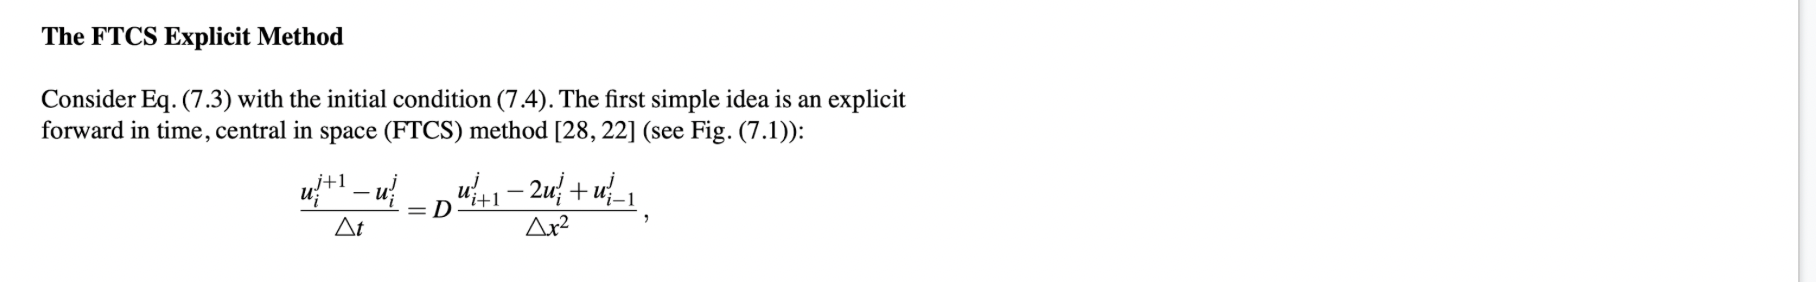 The FTCS Explicit Method
Consider Eq. (7.3) with the initial condition (7.4). The first simple idea is an explicit
forward in time, central in space (FTCS) method [28, 22] (see Fig. (7.1)):
\frac{u_i^{j+1} - u_i^j}{\triangle t} = D \frac{u_{i+1}^j - 2u_i^j + u_{i-1}^j}{\triangle x^2},